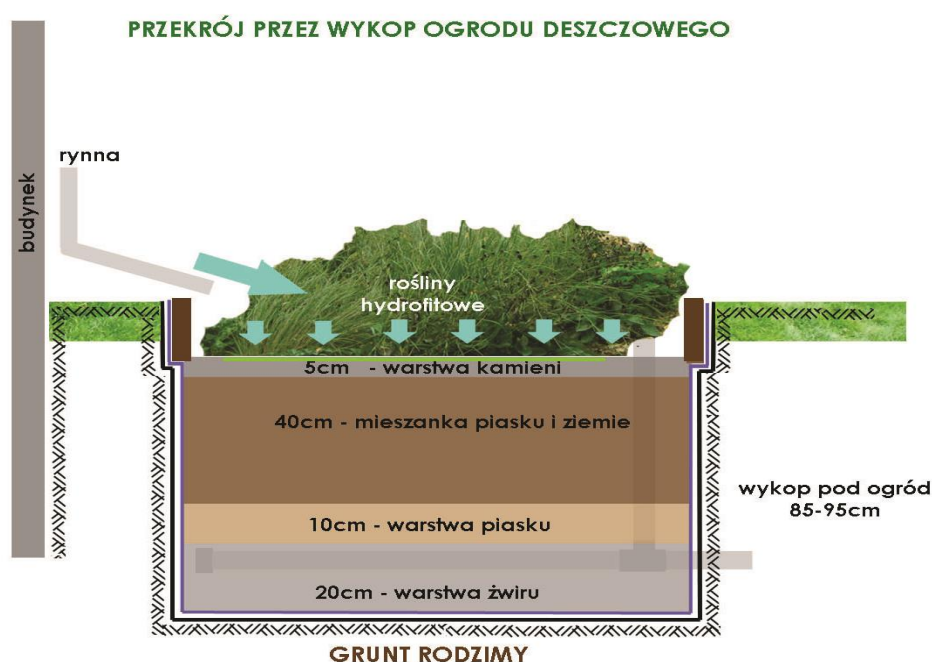 PRZEKRÓJ PRZEZ WYKOP OGRODU DESZCZOWEGO
rynna
budynek
rośliny
hydrofitowe
5cm - warstwa kamieni
40cm - mieszanka piasku i ziemie
wykop pod ogród
85-95cm
10cm - warstwa piasku
20cm - warstwa żwiru
GRUNT RODZIMY